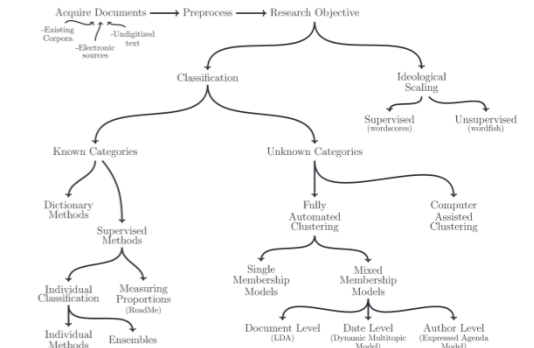 Acquire Documents
Preprocess
Research Objective
-Existing
Corpora
-Electronic
sources
-Undigitized
text
Classification
Ideological
Scaling
Supervised
(wordscores)
Unsupervised
(wordfish)
Known Categories
Unknown Categories
Dictionary
Methods
Supervised
Methods
Fully
Automated
Clustering
Computer
Assisted
Clustering
Individual
Classification
Measuring
Proportions
(ReadMe)
Single
Membership
Models
Mixed
Membership
Models
Individual
Methods
Ensembles
Document Level
(LDA)
Date Level
(Dynamic Multitopic
Model)
Author Level
(Expressed Agenda
Model)